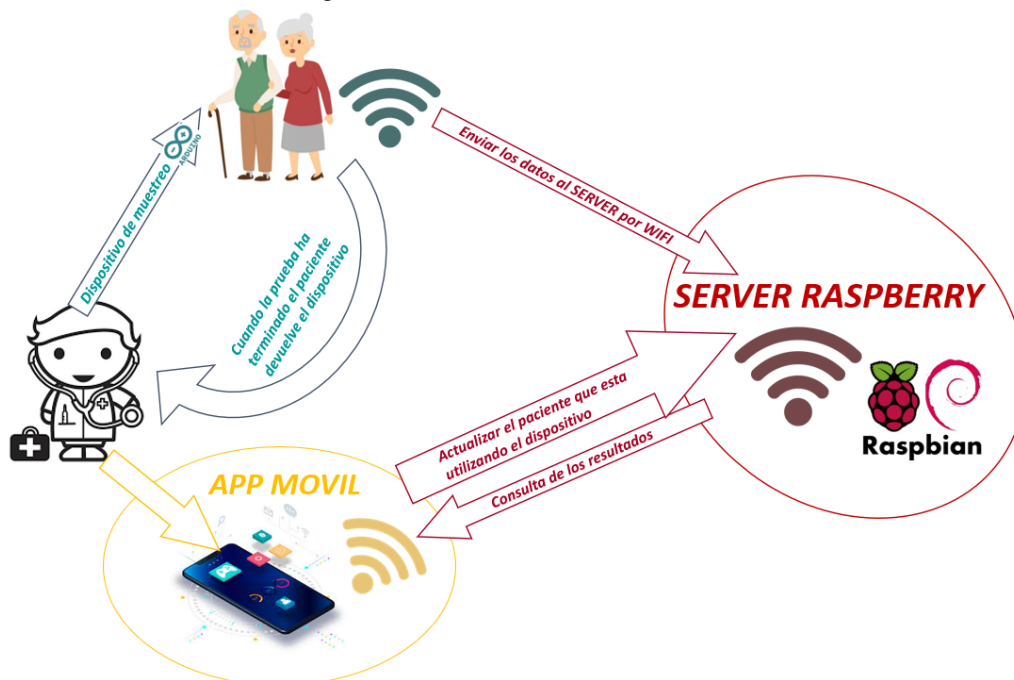 Dispositivo de muestreo
ARDUINO
Enviar los datos al SERVER por WIFI
Cuando la prueba ha
terminado el paciente
devuelve el dispositivo
SERVER RASPBERRY
Raspbian
Actualizar el paciente que esta
utilizando el dispositivo
Consulta de los resultados
APP MOVIL